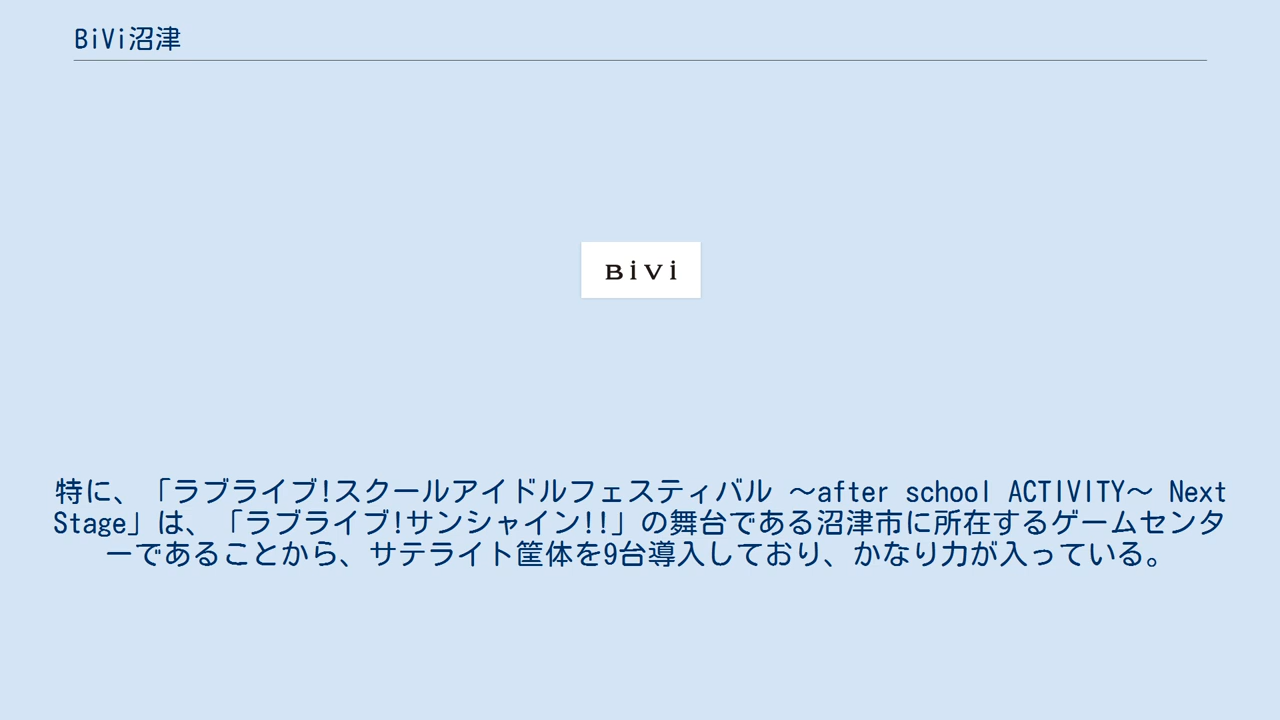 BiVi沼津
BiVi
特に、「ラブライブ!スクールアイドルフェスティバル ～after school ACTIVITY～ Next
Stage」は、「ラブライブ!サンシャイン!!」の舞台である沼津市に所在するゲームセンタ
ーであることから、サテライト筐体を9台導入しており、かなり力が入っている。